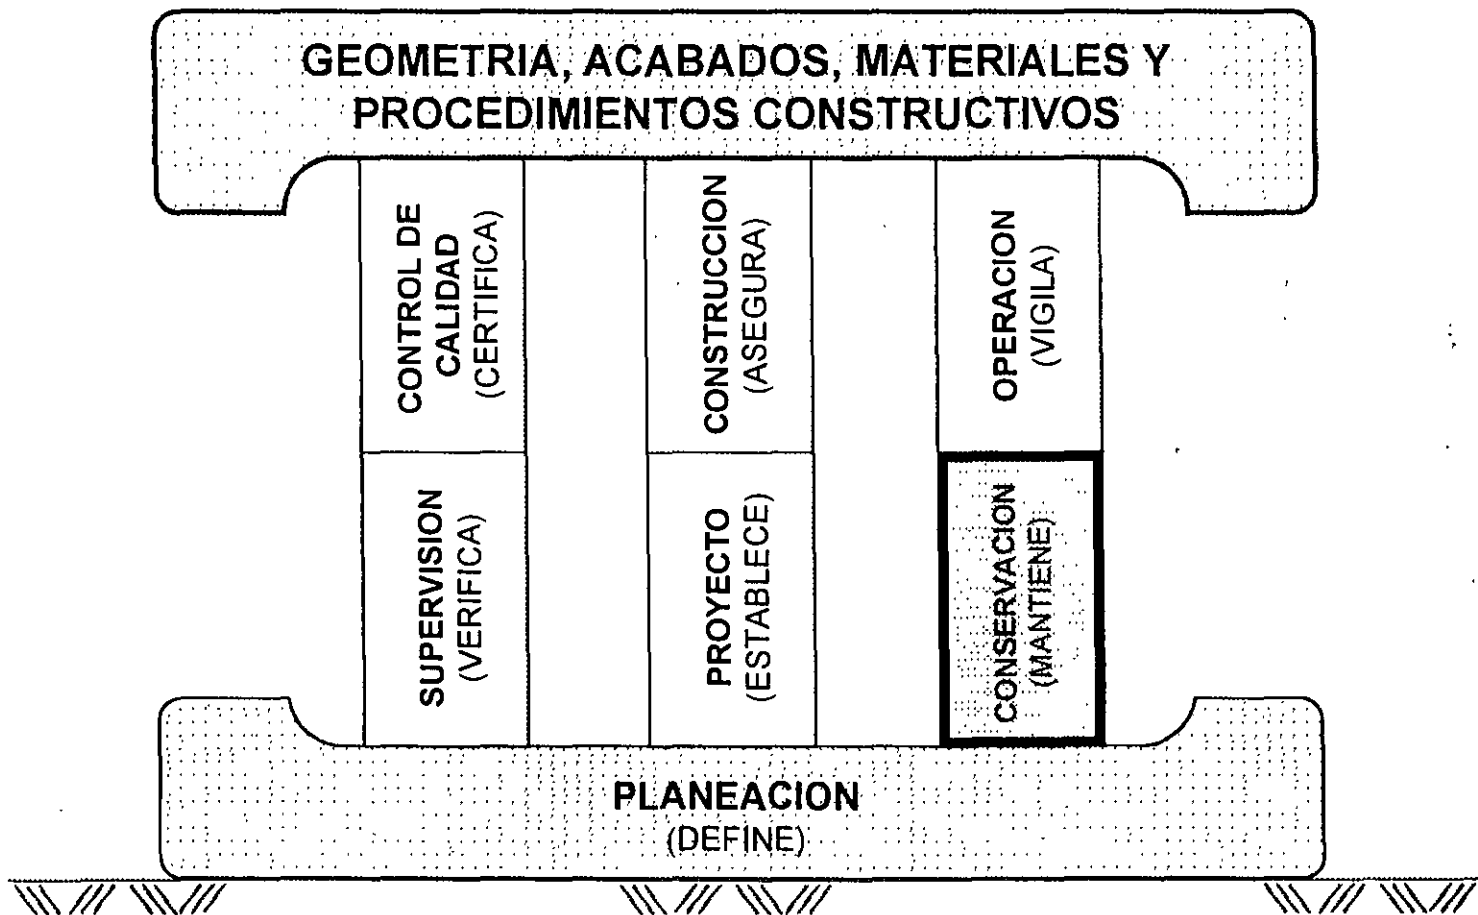 GEOMETRIA, ACABADOS, MATERIALES Y
PROCEDIMIENTOS CONSTRUCTIVOS
CONTROL DE
CALIDAD
(CERTIFICA)
CONSTRUCCION
(ASEGURA)
OPERACION
(VIGILA)
SUPERVISION
(VERIFICA)
PROYECTO
(ESTABLECE)
CONSERVACION
(MANTIENE)
PLANEACION
(DEFINE)